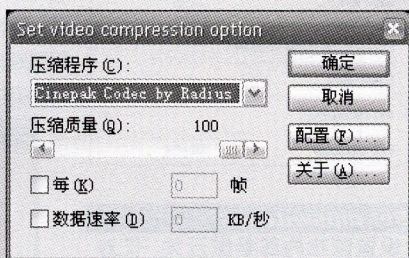 Set video compression option
压缩程序(C):
Cinepak Codec by Radius
压缩质量(Q): 100
每(K) 0 帧
数据速率(D) 0 KB/秒
确定
取消
配置(F)...
关于(A)...